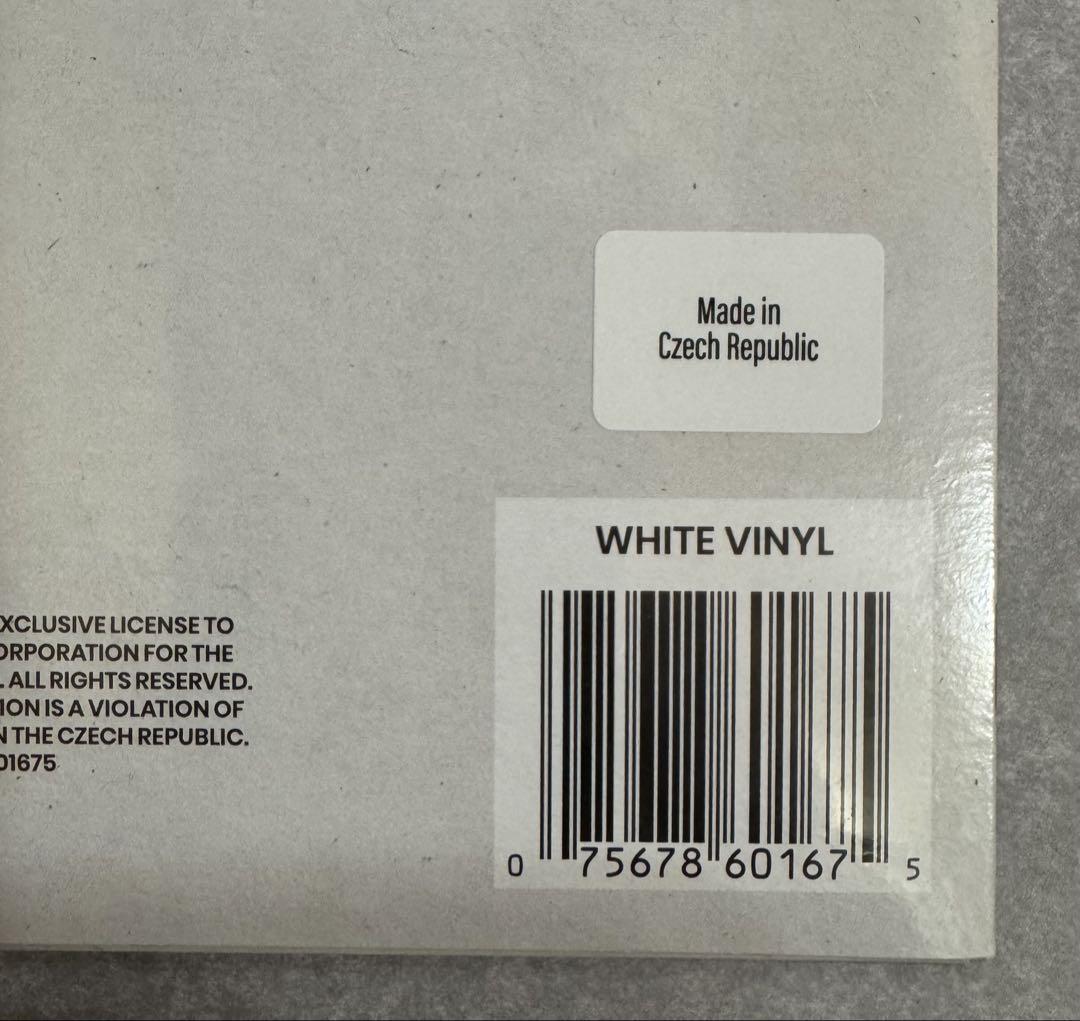 Made in
Czech Republic
WHITE VINYL
XCLUSIVE LICENSE TO
ORPORATION FOR THE
. ALL RIGHTS RESERVED.
ION IS A VIOLATION OF
N THE CZECH REPUBLIC.
01675
0 75678 60167 5